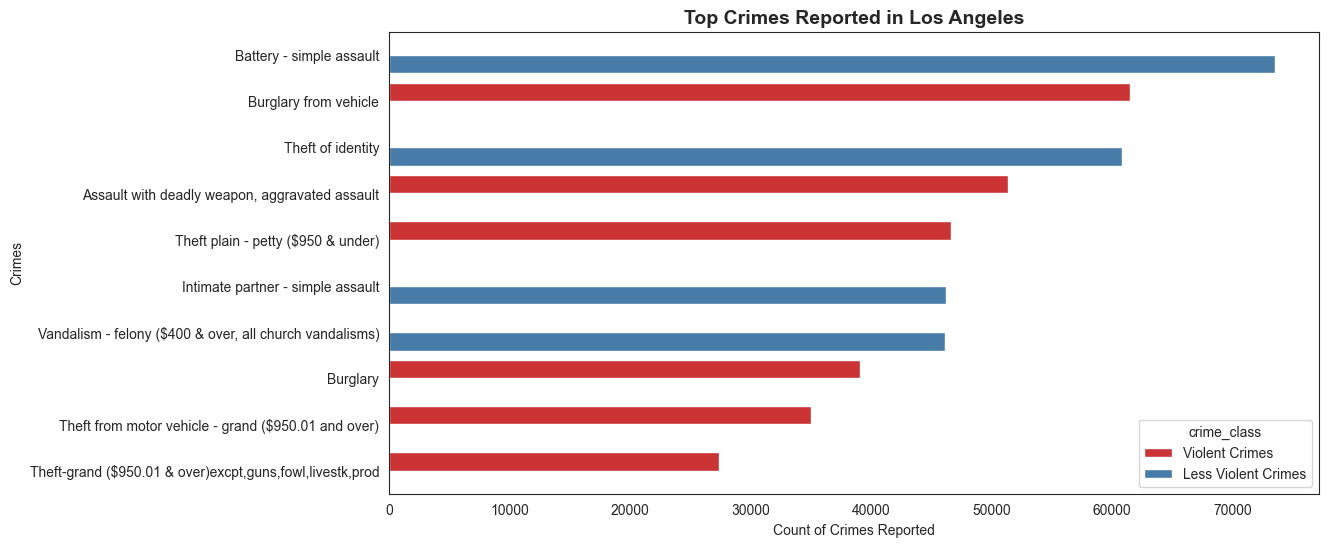 Top Crimes Reported in Los Angeles
Battery - simple assault
Burglary from vehicle
Theft of identity
Assault with deadly weapon, aggravated assault
Theft plain - petty ($950 & under)
Intimate partner - simple assault
Vandalism - felony ($400 & over, all church vandalisms)
Burglary
Theft from motor vehicle - grand ($950.01 and over)
Theft-grand ($950.01 & over)excpt,guns,fowl,livestk,prod
Crimes
crime_class
Violent Crimes
Less Violent Crimes
0 10000 20000 30000 40000 50000 60000 70000
Count of Crimes Reported